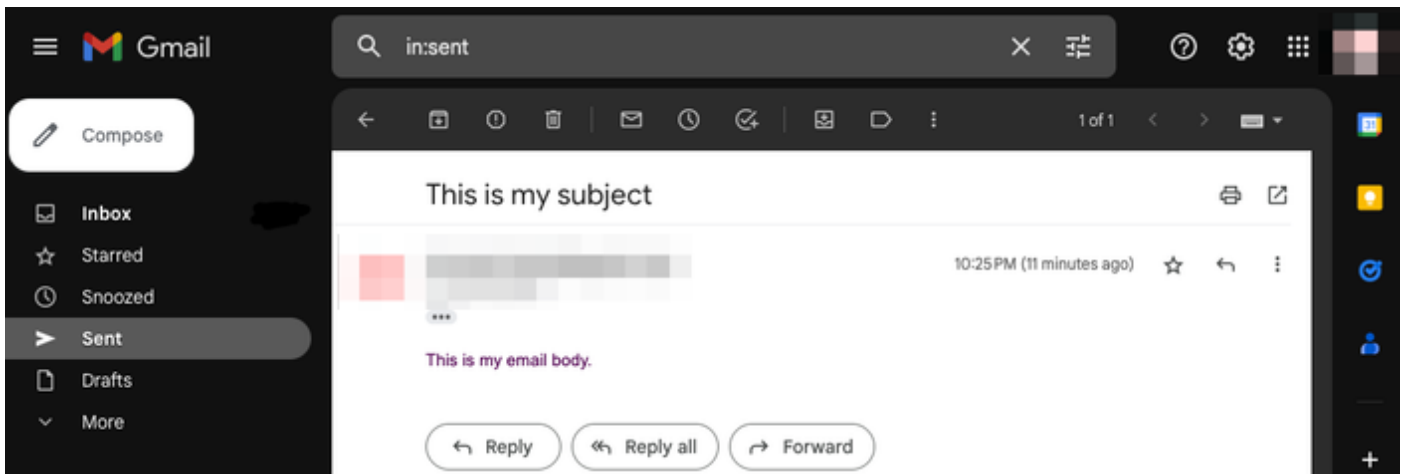 Gmail
in:sent
Compose
1 of 1
31
This is my subject
Inbox
Starred
10:25 PM (11 minutes ago)
Snoozed
Sent
This is my email body.
Drafts
More
Reply
Reply all
Forward